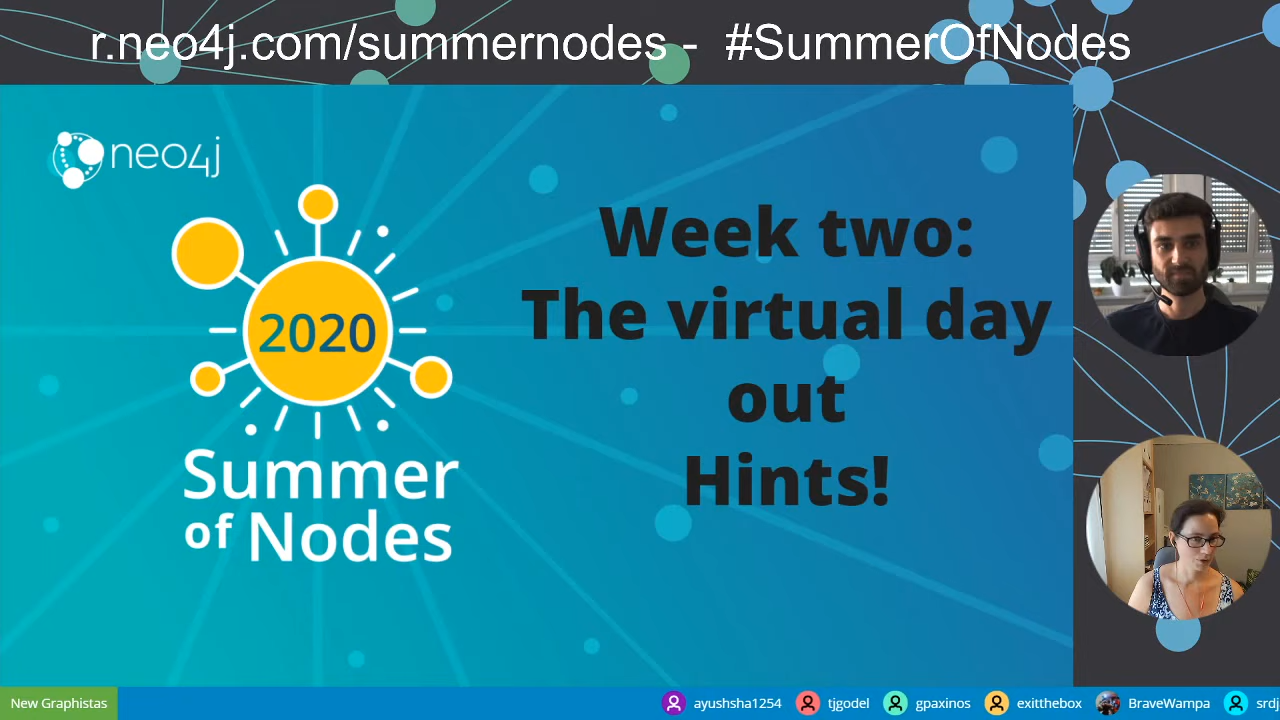 r.neo4j.com/summernodes - #SummerOfNodes
neo4j
2020
Summer
of Nodes
Week two:
The virtual day
out
Hints!
New Graphistas
ayushsha1254
tjgodel
gpaxinos
exitthebox
BraveWampa
srdj